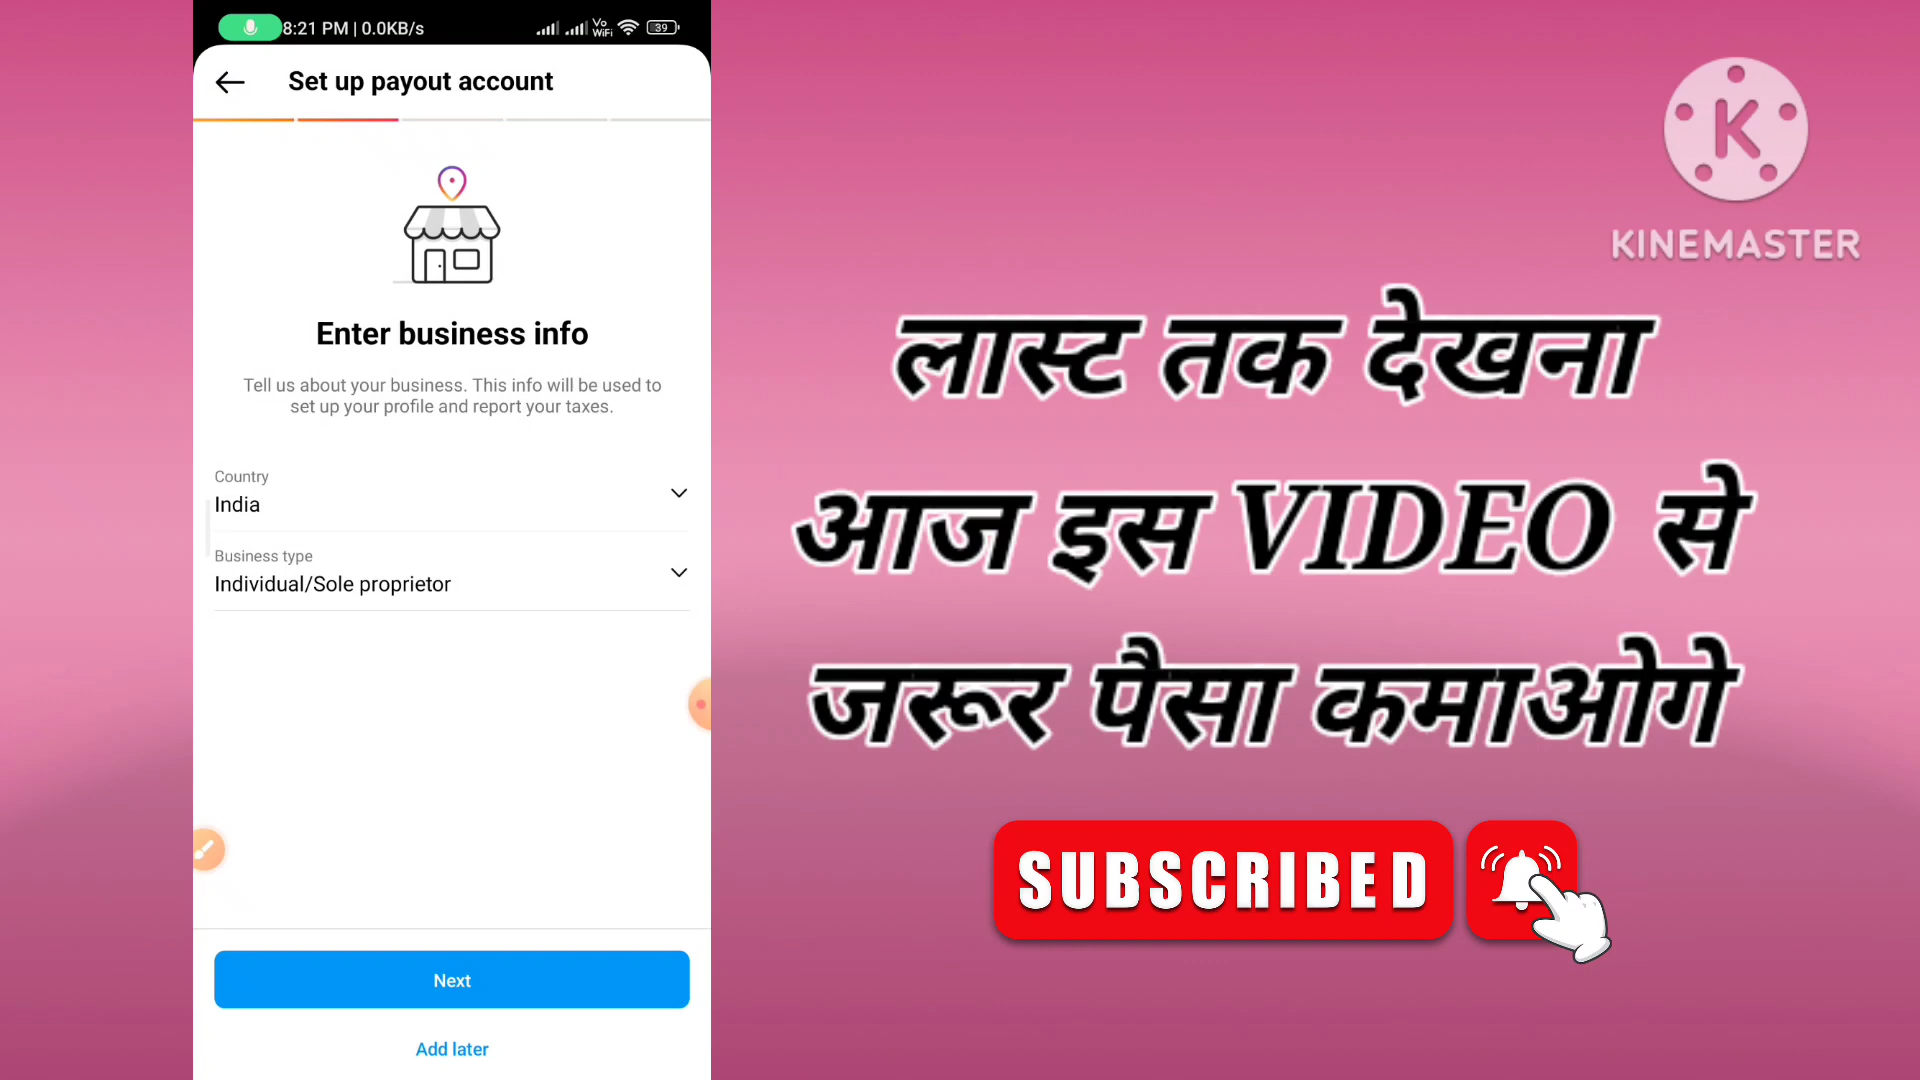 8:21 PM | 0.0KB/s
Vo
WiFi
39
Set up payout account
Enter business info
Tell us about your business. This info will be used to
set up your profile and report your taxes.
Country
India
Business type
Individual/Sole proprietor
Next
Add later
K
KINEMASTER
लास्ट तक देखना
आज इस VIDEO से
जरूर पैसा कमाओगे
SUBSCRIBED